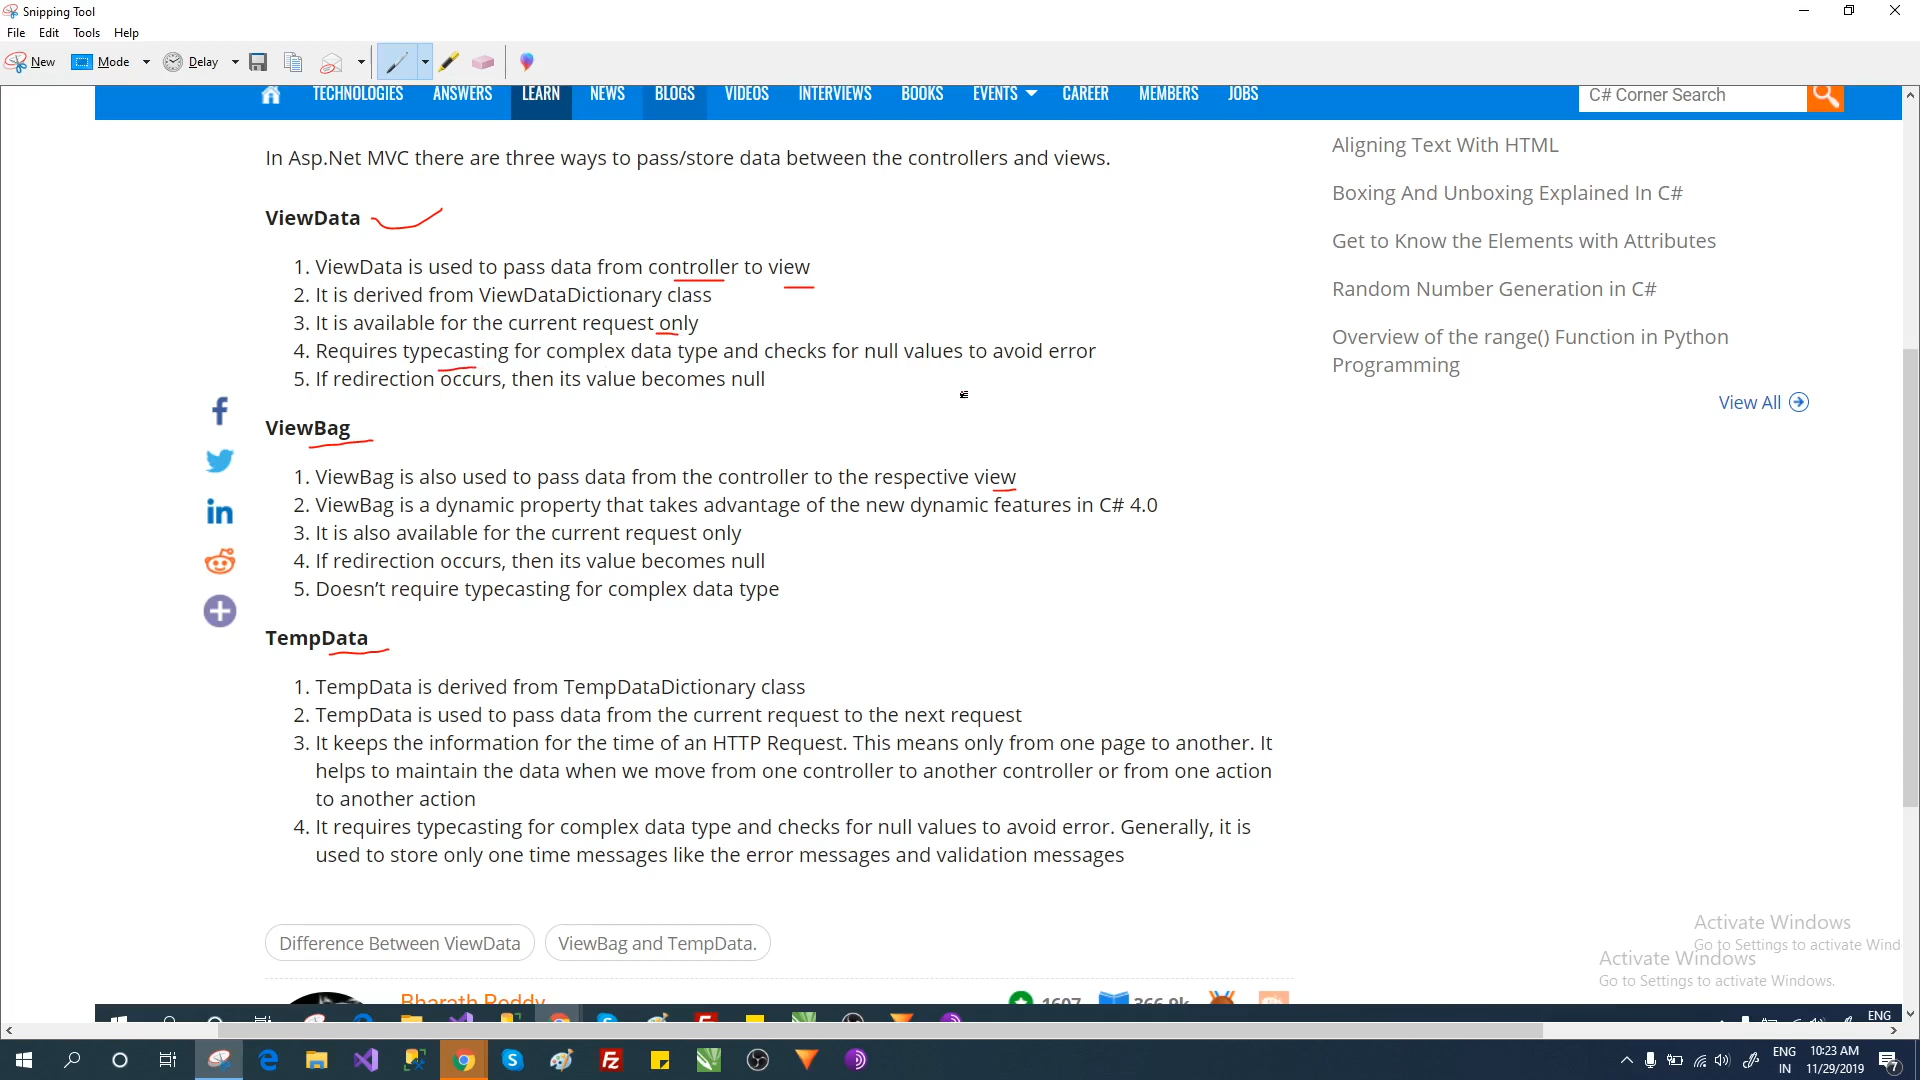 Snipping Tool
File Edit Tools Help
New Mode Delay
TECHNOLOGIES ANSWERS LEARN NEWS BLOGS VIDEOS INTERVIEWS BOOKS EVENTS CAREER MEMBERS JOBS
C# Corner Search
In Asp.Net MVC there are three ways to pass/store data between the controllers and views.
ViewData
1. ViewData is used to pass data from controller to view
2. It is derived from ViewDataDictionary class
3. It is available for the current request only
4. Requires typecasting for complex data type and checks for null values to avoid error
5. If redirection occurs, then its value becomes null
ViewBag
1. ViewBag is also used to pass data from the controller to the respective view
2. ViewBag is a dynamic property that takes advantage of the new dynamic features in C# 4.0
3. It is also available for the current request only
4. If redirection occurs, then its value becomes null
5. Doesn’t require typecasting for complex data type
TempData
1. TempData is derived from TempDataDictionary class
2. TempData is used to pass data from the current request to the next request
3. It keeps the information for the time of an HTTP Request. This means only from one page to another. It
helps to maintain the data when we move from one controller to another controller or from one action
to another action
4. It requires typecasting for complex data type and checks for null values to avoid error. Generally, it is
used to store only one time messages like the error messages and validation messages
Difference Between ViewData ViewBag and TempData.
Bharath Reddy 1607 366.9k
Aligning Text With HTML
Boxing And Unboxing Explained In C#
Get to Know the Elements with Attributes
Random Number Generation in C#
Overview of the range() Function in Python
Programming
View All
Activate Windows
Go to Settings to activate Wind
Activate Windows
Go to Settings to activate Windows.
ENG
ENG 10:23 AM
IN 11/29/2019 7